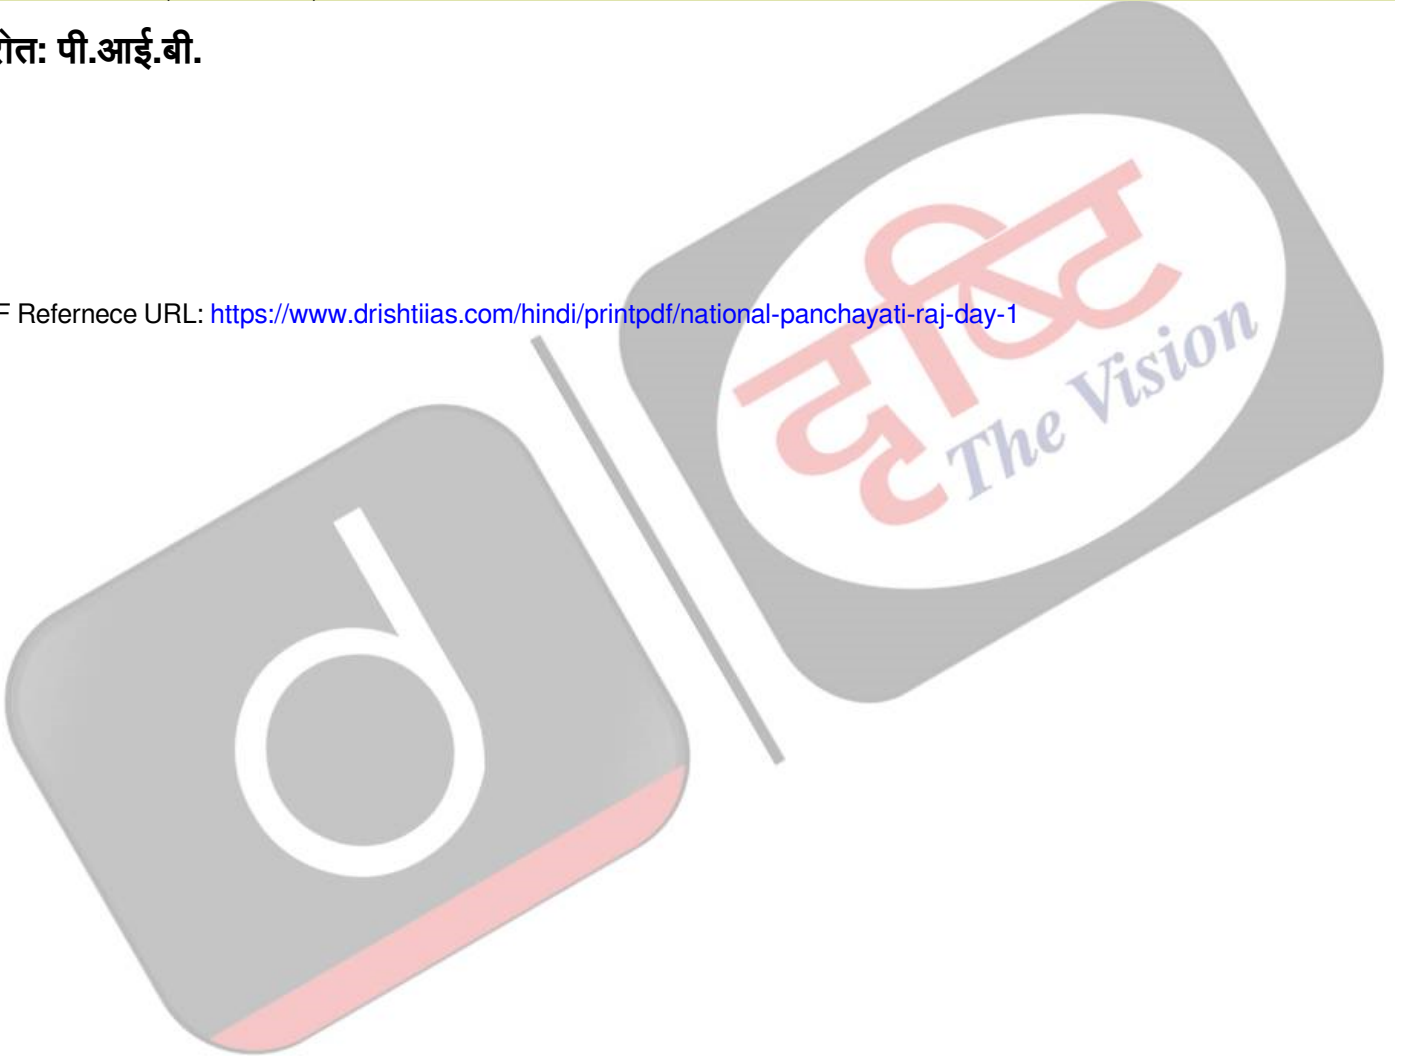 पी.आई.बी.
F Refernece URL: https://www.drishtiias.com/hindi/printpdf/national-panchayati-raj-day-1
दृष्टि
The Vision
d